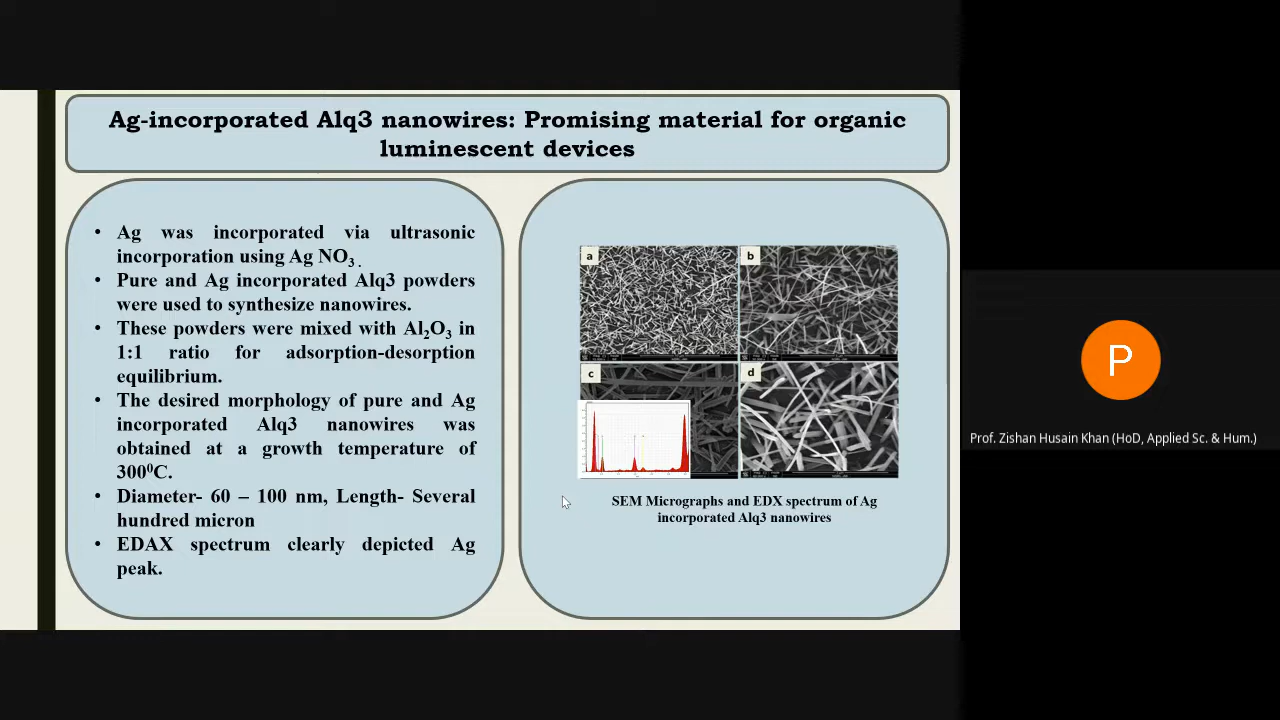 Ag-incorporated Alq3 nanowires: Promising material for organic
luminescent devices
• Ag was incorporated via ultrasonic
incorporation using Ag NO3 .
• Pure and Ag incorporated Alq3 powders
were used to synthesize nanowires.
• These powders were mixed with Al2O3 in
1:1 ratio for adsorption-desorption
equilibrium.
• The desired morphology of pure and Ag
incorporated Alq3 nanowires was
obtained at a growth temperature of
300⁰C.
• Diameter- 60 – 100 nm, Length- Several
hundred micron
• EDAX spectrum clearly depicted Ag
peak.
a
b
c
d
SEM Micrographs and EDX spectrum of Ag
incorporated Alq3 nanowires
P
Prof. Zishan Husain Khan (HoD, Applied Sc. & Hum.)